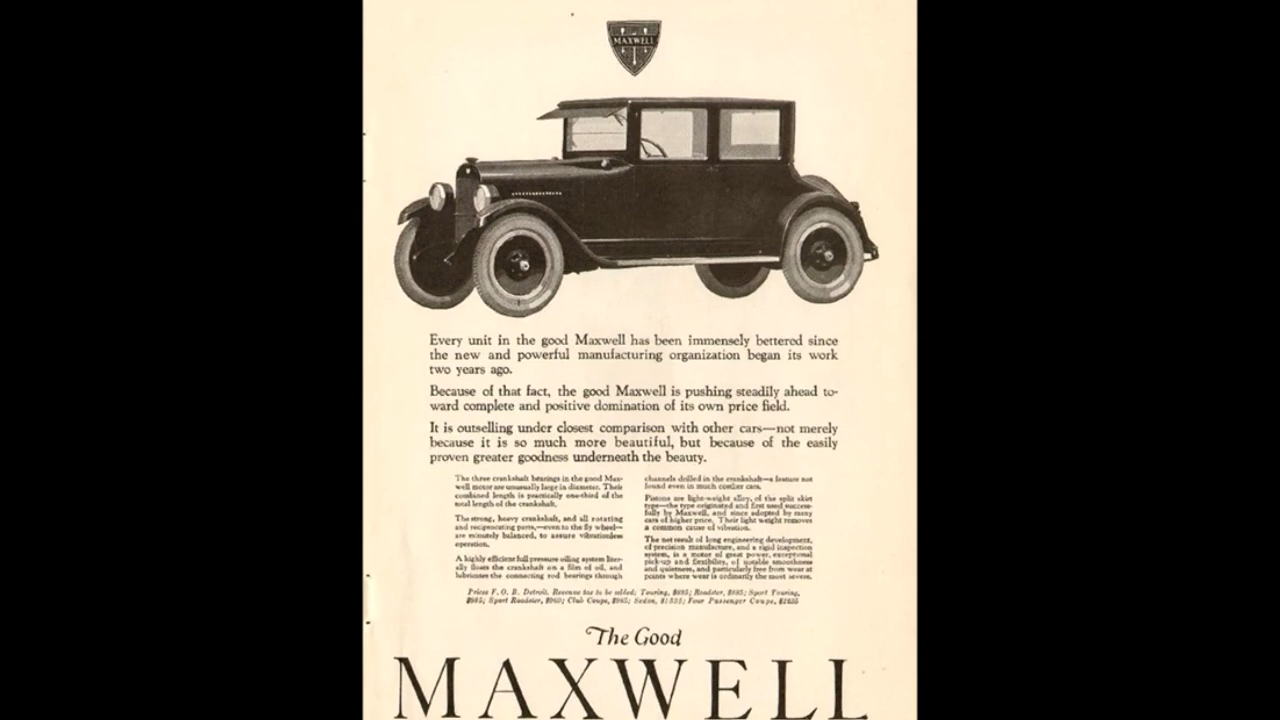 MAXWELL
Every unit in the good Maxwell has been immensely bettered since
the new and powerful manufacturing organization began its work
two years ago.
Because of that fact, the good Maxwell is pushing steadily ahead to-
ward complete and positive domination of its own price field.
It is outselling under closest comparison with other cars—not merely
because it is so much more beautiful, but because of the easily
proven greater goodness underneath the beauty.
The three crankshaft bearings in the good Max-
well motor are unusually large in diameter. Their
combined length is practically one-third of the
total length of the crankshaft.
The strong, heavy crankshaft, and all rotating
and reciprocating parts,—even to the fly wheel—
are minutely balanced, to assure vibrationless
operation.
A highly efficient full pressure oiling system liter-
ally floats the crankshaft on a film of oil, and
lubricates the connecting rod bearings through
channels drilled in the crankshaft—a feature not
found even in much costlier cars.
Pistons are light-weight alloy, of the split skirt
type—the type originated and first used success-
fully by Maxwell, and since adopted by many
cars of higher price. Their light weight removes
a common cause of vibration.
The net result of long engineering development,
of precision manufacture, and a rigid inspection
system, is a motor of great power, exceptional
pick-up and flexibility, of notable smoothness
and quietness, and particularly free from wear at
points where wear is ordinarily the most severe.
Prices F. O. B. Detroit. Revenue tax to be added; Touring, Roadster, Sport Touring,
Sport Roadster, Club Coupe, Sedan, Four Passenger Coupe,
The Good
MAXWELL